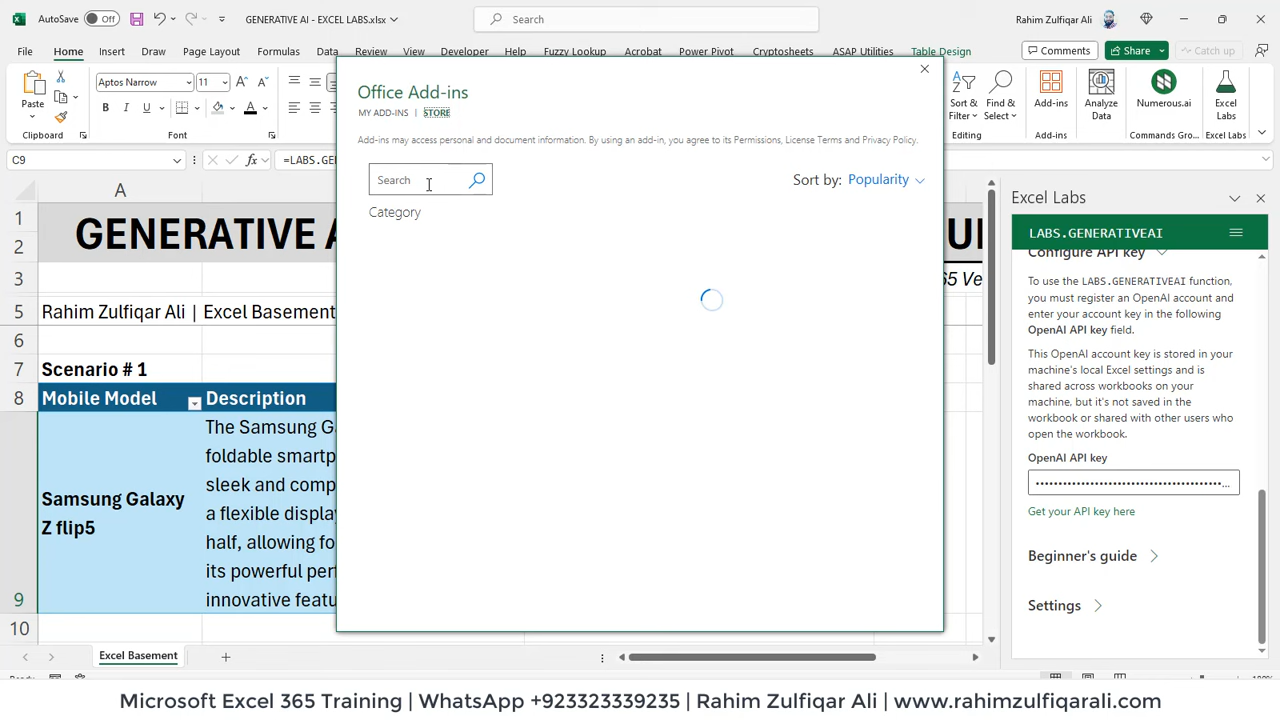 AutoSave Off GENERATIVE AI - EXCEL LABS.xlsx Search Rahim Zulfiqar Ali
File Home Insert Draw Page Layout Formulas Data Review View Developer Help Fuzzy Lookup Acrobat Power Pivot Cryptosheets ASAP Utilities Table Design Comments Share Catch up
Aptos Narrow 11
Paste
B I U
Sort & Filter Find & Select Add-ins Analyze Data Numerous.ai Excel Labs
Clipboard Font Editing Add-ins Commands Gro... Excel Labs
C9 fx =LABS.GE
Office Add-ins
MY ADD-INS | STORE
Add-ins may access personal and document information. By using an add-in, you agree to its Permissions, License Terms and Privacy Policy.
Search
Sort by: Popularity
Category
A
1
2
3
5
6
7
8
9
10
GENERATIVE A
Rahim Zulfiqar Ali | Excel Basement
Scenario # 1
Mobile Model Description
Samsung Galaxy
Z flip5
The Samsung Ga
foldable smartp
sleek and comp
a flexible displa
half, allowing fo
its powerful per
innovative featu
Excel Labs
LABS.GENERATIVEAI
Configure API key
To use the LABS.GENERATIVEAI
function,
you must register an OpenAI account and
enter your account key in the following
OpenAI API key field.
This OpenAI account key is stored in your
machine's local Excel settings and is
shared across workbooks on your
machine, but it's not saved in the
workbook or shared with other users who
open the workbook.
OpenAI API key
Get your API key here
Beginner's guide
Settings
Excel Basement
Microsoft Excel 365 Training | WhatsApp +923323339235 | Rahim Zulfiqar Ali | www.rahimzulfiqarali.com